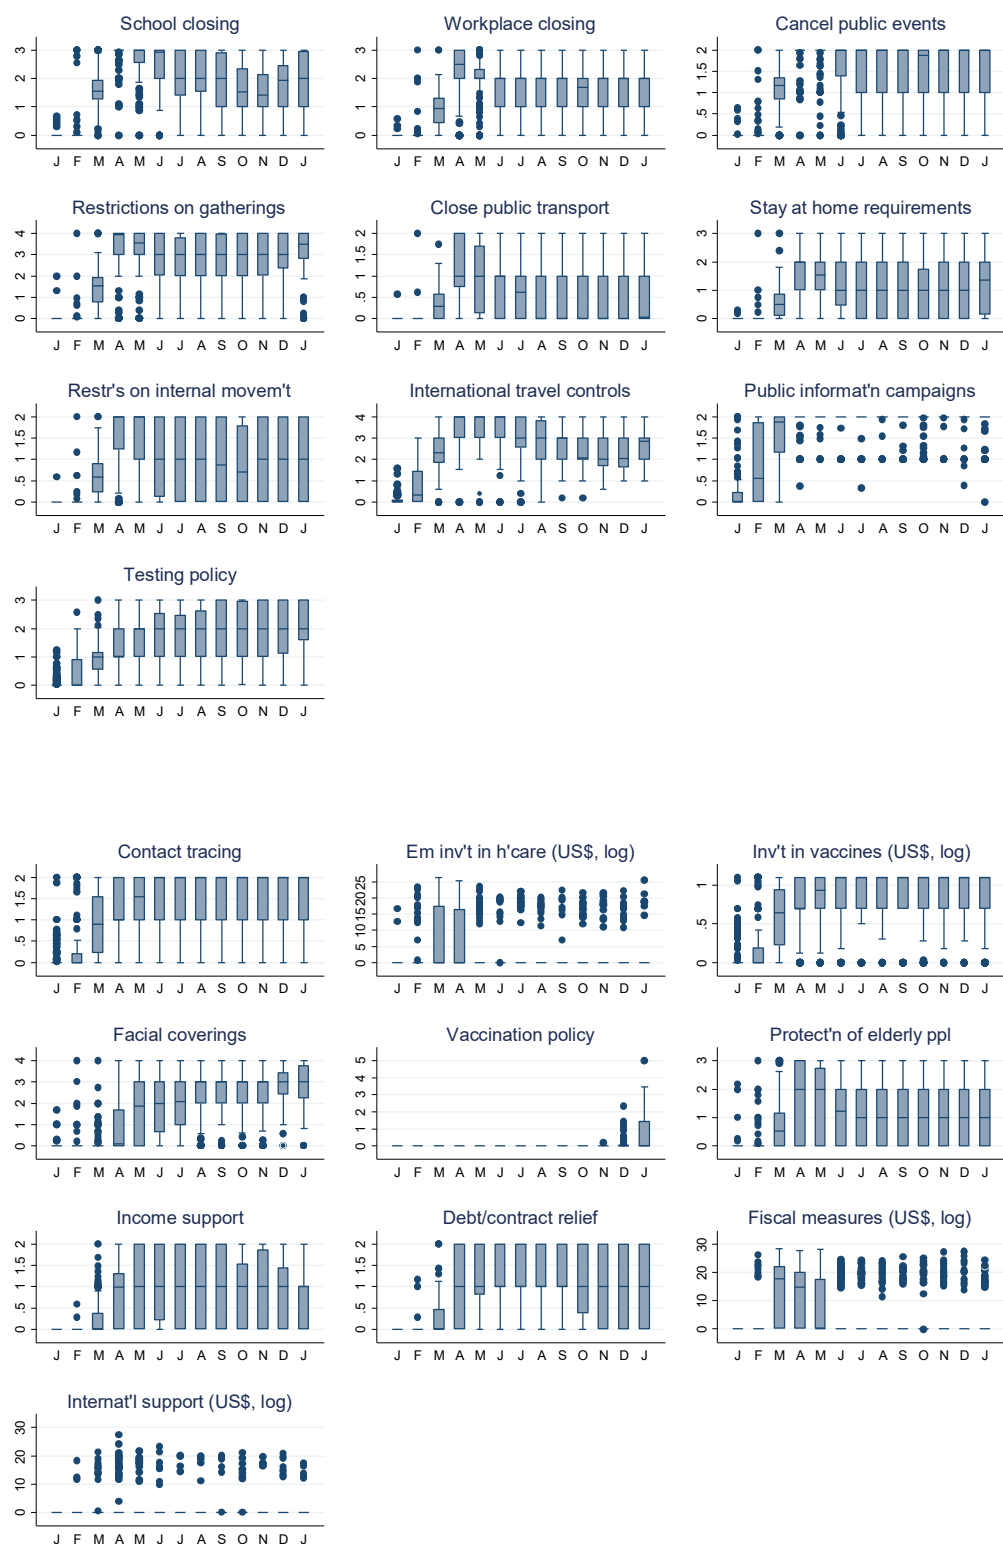 School closing
0 1 2 3
J F M A M J J A S O N D J
Workplace closing
0 1 2 3
J F M A M J J A S O N D J
Cancel public events
0 .5 1 1.5 2
J F M A M J J A S O N D J
Restrictions on gatherings
0 1 2 3 4
J F M A M J J A S O N D J
Close public transport
0 .5 1 1.5 2
J F M A M J J A S O N D J
Stay at home requirements
0 1 2 3
J F M A M J J A S O N D J
Restr's on internal movem't
0 .5 1 1.5 2
J F M A M J J A S O N D J
International travel controls
0 1 2 3 4
J F M A M J J A S O N D J
Public informat'n campaigns
0 .5 1 1.5 2
J F M A M J J A S O N D J
Testing policy
0 1 2 3
J F M A M J J A S O N D J
Contact tracing
0 .5 1 1.5 2
J F M A M J J A S O N D J
Em inv't in h'care (US$, log)
0 5 10 15 20 25
J F M A M J J A S O N D J
Inv't in vaccines (US$, log)
0 .5 1
J F M A M J J A S O N D J
Facial coverings
0 1 2 3 4
J F M A M J J A S O N D J
Vaccination policy
0 1 2 3 4 5
J F M A M J J A S O N D J
Protect'n of elderly ppl
0 1 2 3
J F M A M J J A S O N D J
Income support
0 .5 1 1.5 2
J F M A M J J A S O N D J
Debt/contract relief
0 .5 1 1.5 2
J F M A M J J A S O N D J
Fiscal measures (US$, log)
0 10 20 30
J F M A M J J A S O N D J
Internat'l support (US$, log)
0 10 20 30
J F M A M J J A S O N D J